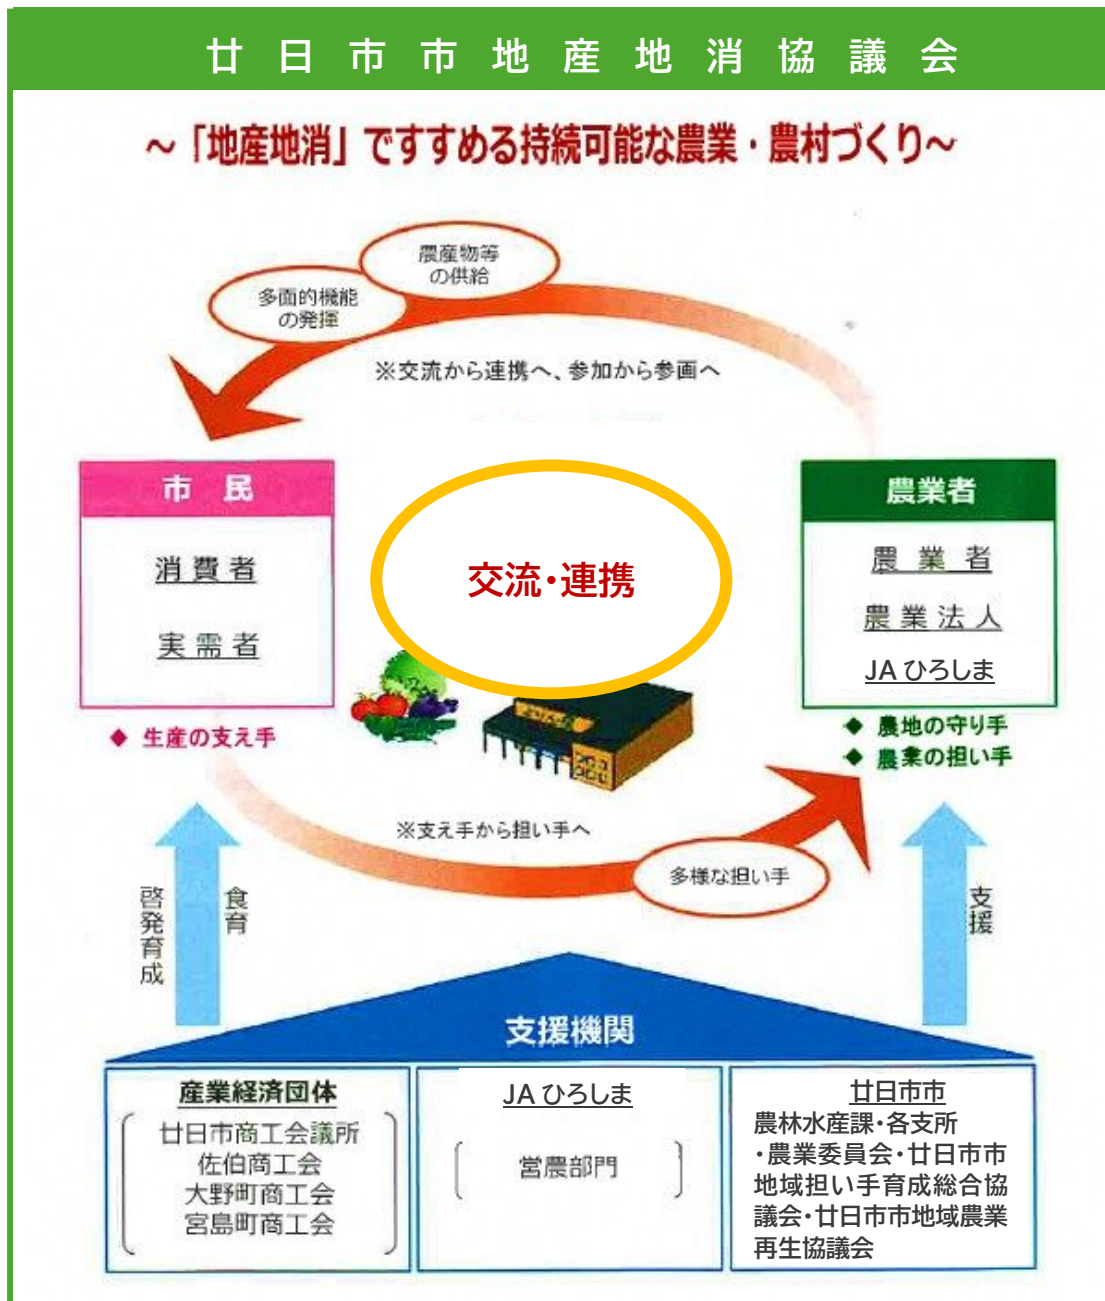 廿日市市地産地消協議会
～「地産地消」ですすめる持続可能な農業・農村づくり～
農産物等
の供給
多面的機能
の発揮
※交流から連携へ、参加から参画へ
市民
消費者
実需者
◆ 生産の支え手
交流・連携
農業者
農業者
農業法人
JAひろしま
◆ 農地の守り手
◆ 農業の担い手
※支え手から担い手へ
多様な担い手
啓発育成
食育
支援
支援機関
産業経済団体
廿日市商工会議所
佐伯商工会
大野町商工会
宮島町商工会
JAひろしま
営農部門
廿日市市
農林水産課・各支所
・農業委員会・廿日市市
地域担い手育成総合協
議会・廿日市市地域農業
再生協議会